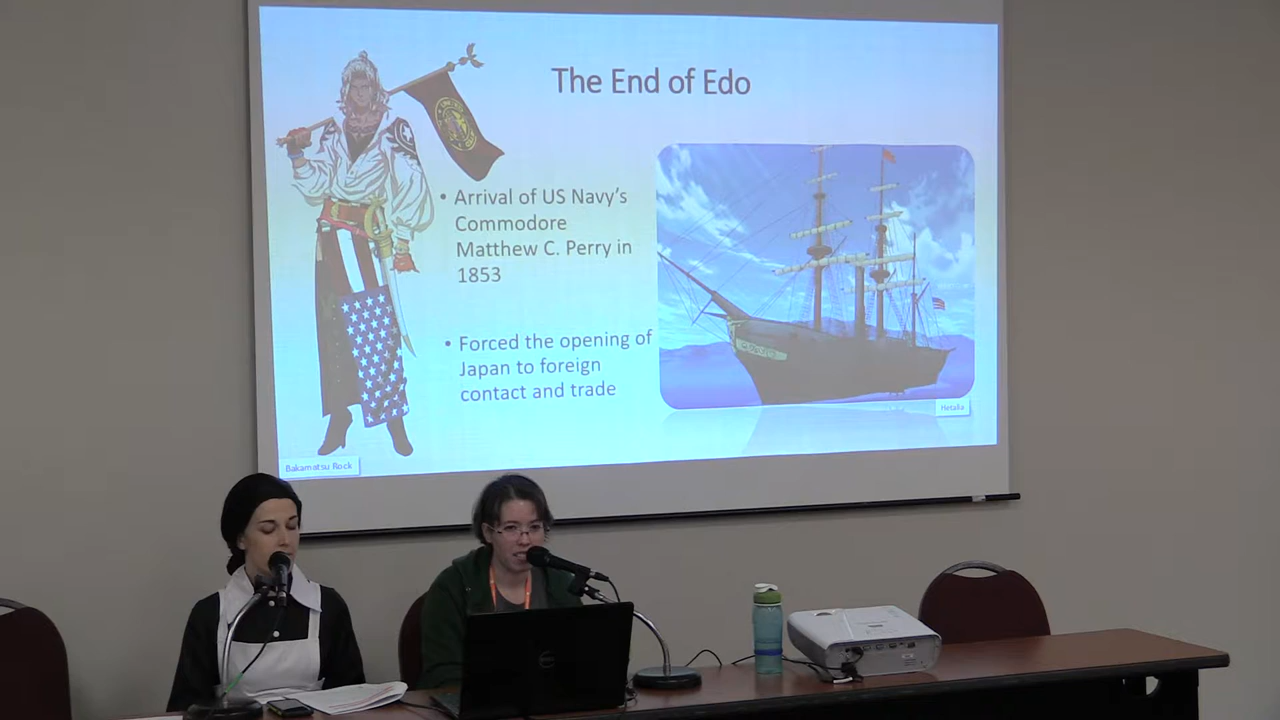 The End of Edo
• Arrival of US Navy's
Commodore
Matthew C. Perry in
1853
• Forced the opening of
Japan to foreign
contact and trade
Hetalia
Bakamatsu Rock
DELL